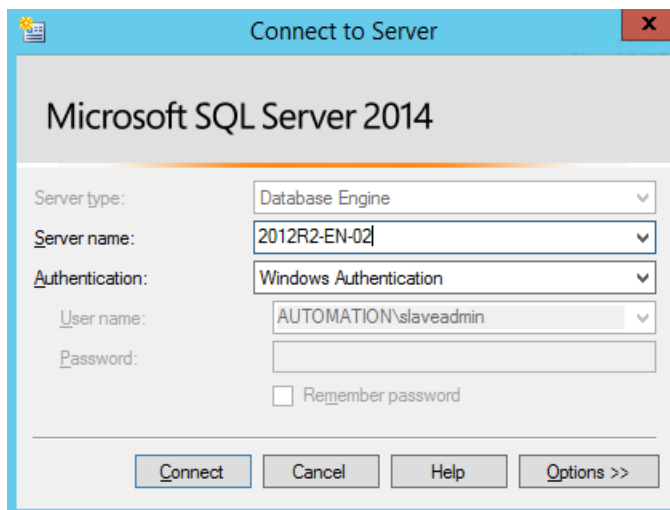 Connect to Server
x
Microsoft SQL Server 2014
Server type: Database Engine
Server name: 2012R2-EN-02
Authentication: Windows Authentication
User name: AUTOMATION\slaveadmin
Password:
Remember password
Connect Cancel Help Options >>